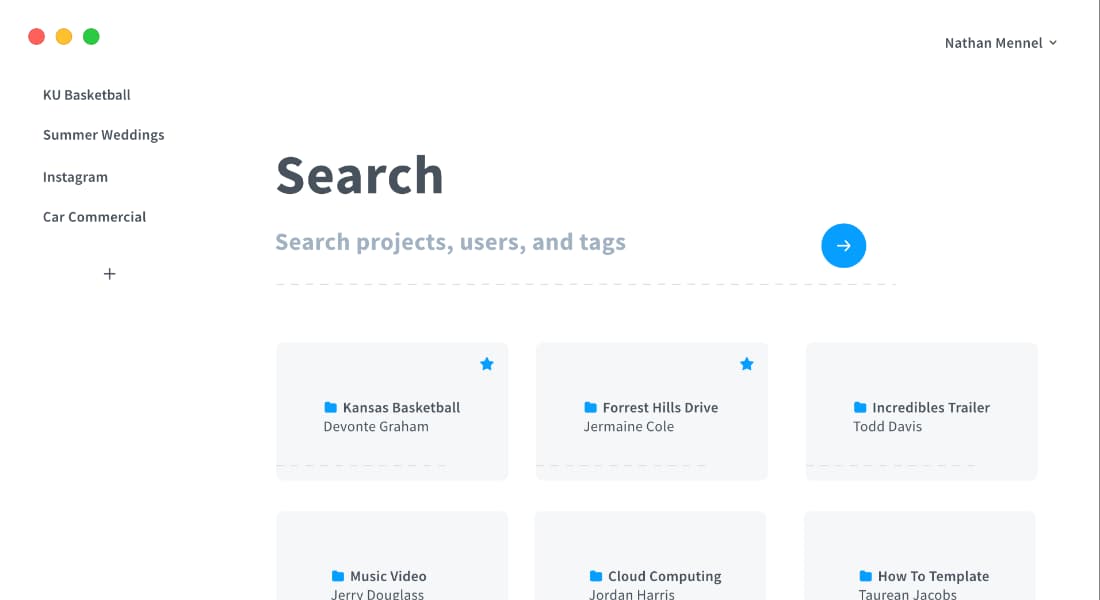 Nathan Mennel
KU Basketball
Summer Weddings
Instagram
Car Commercial
+
Search
Search projects, users, and tags
Kansas Basketball
Devonte Graham
Forrest Hills Drive
Jermaine Cole
Incredibles Trailer
Todd Davis
Music Video
Jerry Douglass
Cloud Computing
Jordan Harris
How To Template
Taurean Jacobs